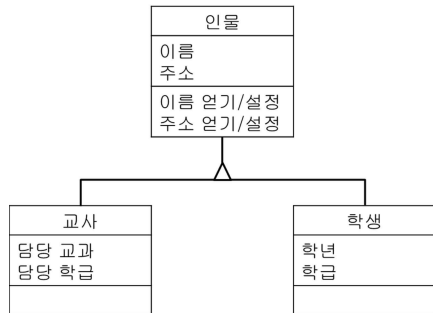 인물
이름
주소
이름 얻기/설정
주소 얻기/설정
교사
담당 교과
담당 학급
학생
학년
학급